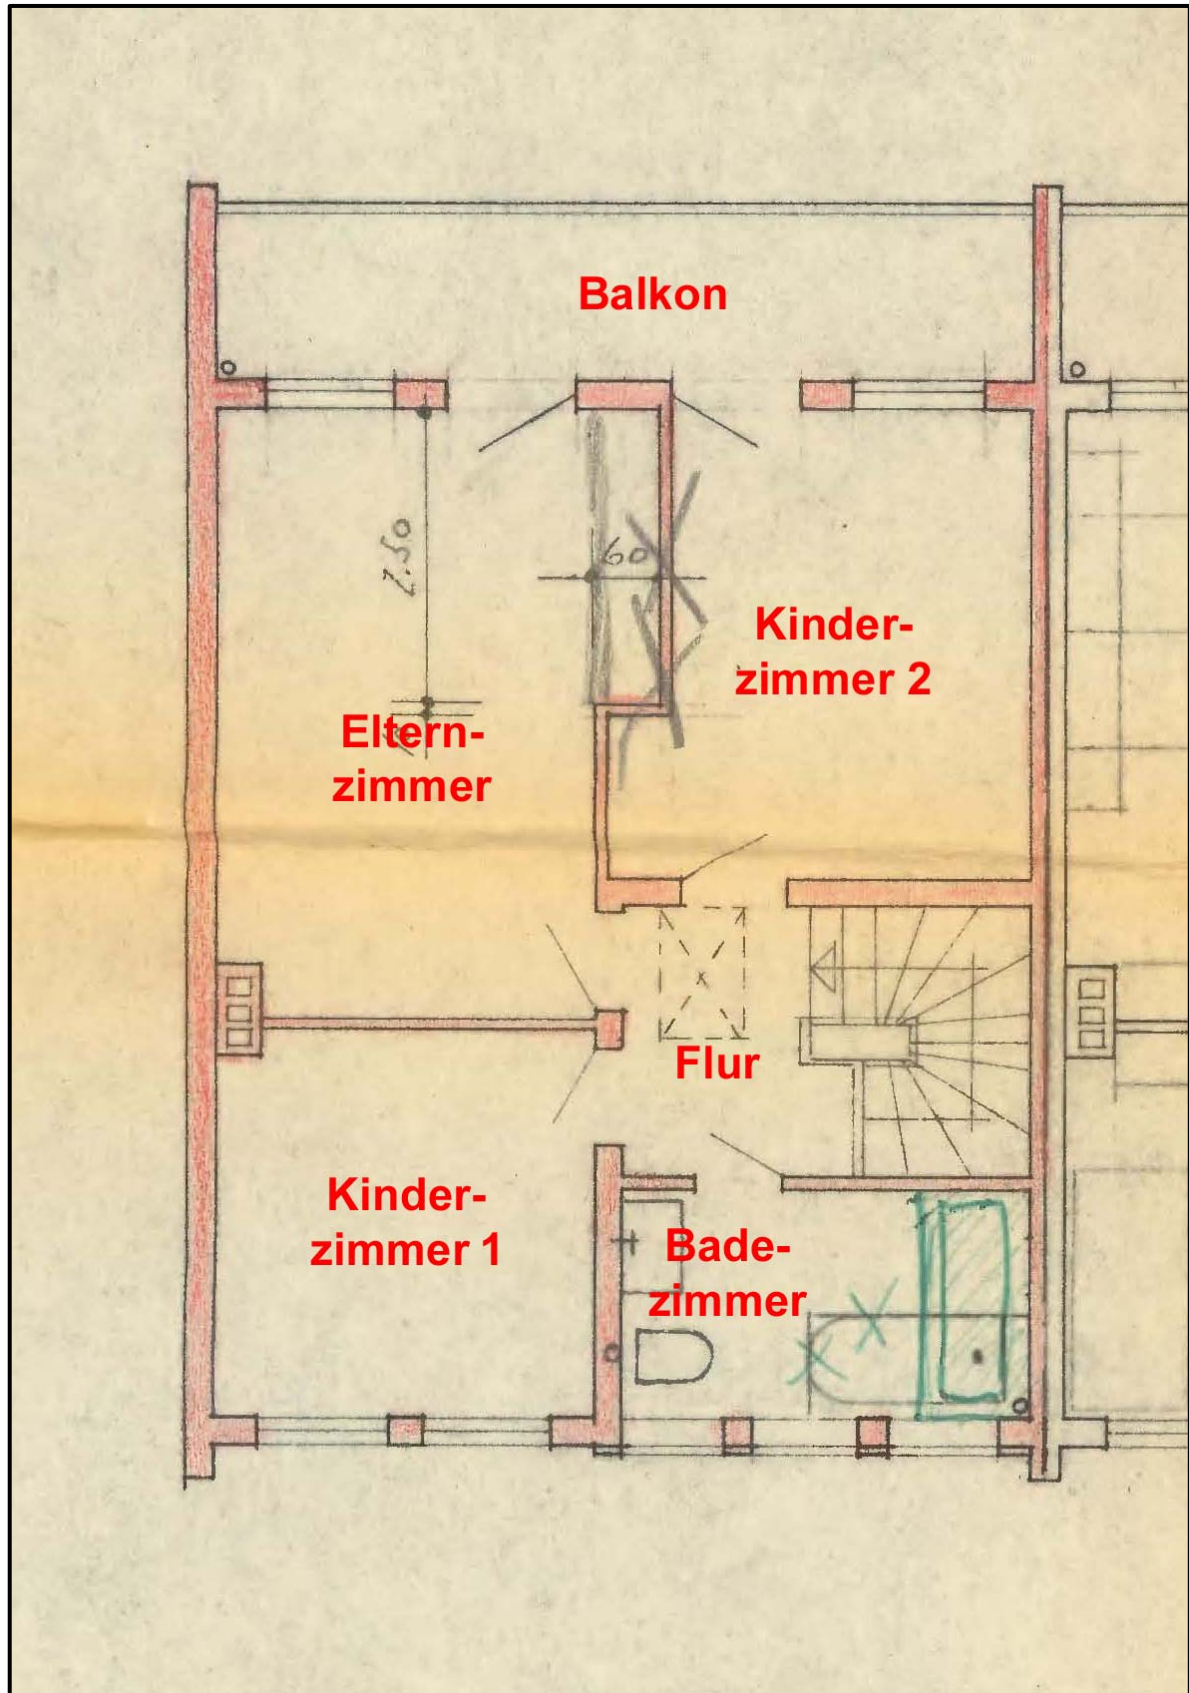 Balkon
2.50
60
Kinder-
zimmer 2
Eltern-
zimmer
Flur
Kinder-
zimmer 1
Bade-
zimmer